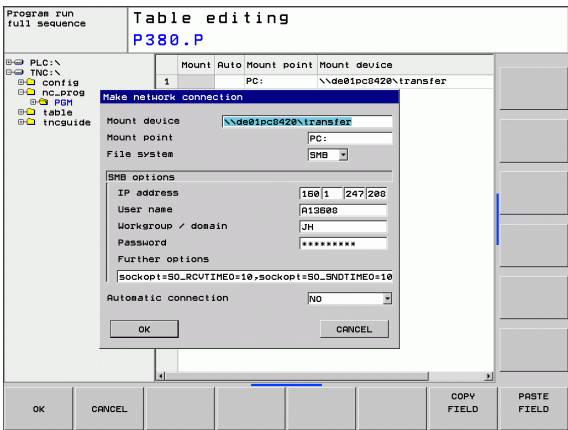 Program run
full sequence
Table editing
P380.P
PLC:\
TNC:\
config
nc_prog
PGM
table
tncguide
Mount Auto Mount point Mount device
1 PC: \\de01pc8420\transfer
Make network connection
Mount device \\de01pc8420\transfer
Mount point PC:
File system SMB
SMB options
IP address 160 1 247 208
User name A13608
Workgroup / domain JH
Password *********
Further options
sockopt=SO_RCVTIMEO=10,sockopt=SO_SNDTIMEO=10
Automatic connection NO
OK CANCEL
OK CANCEL COPY FIELD PASTE FIELD